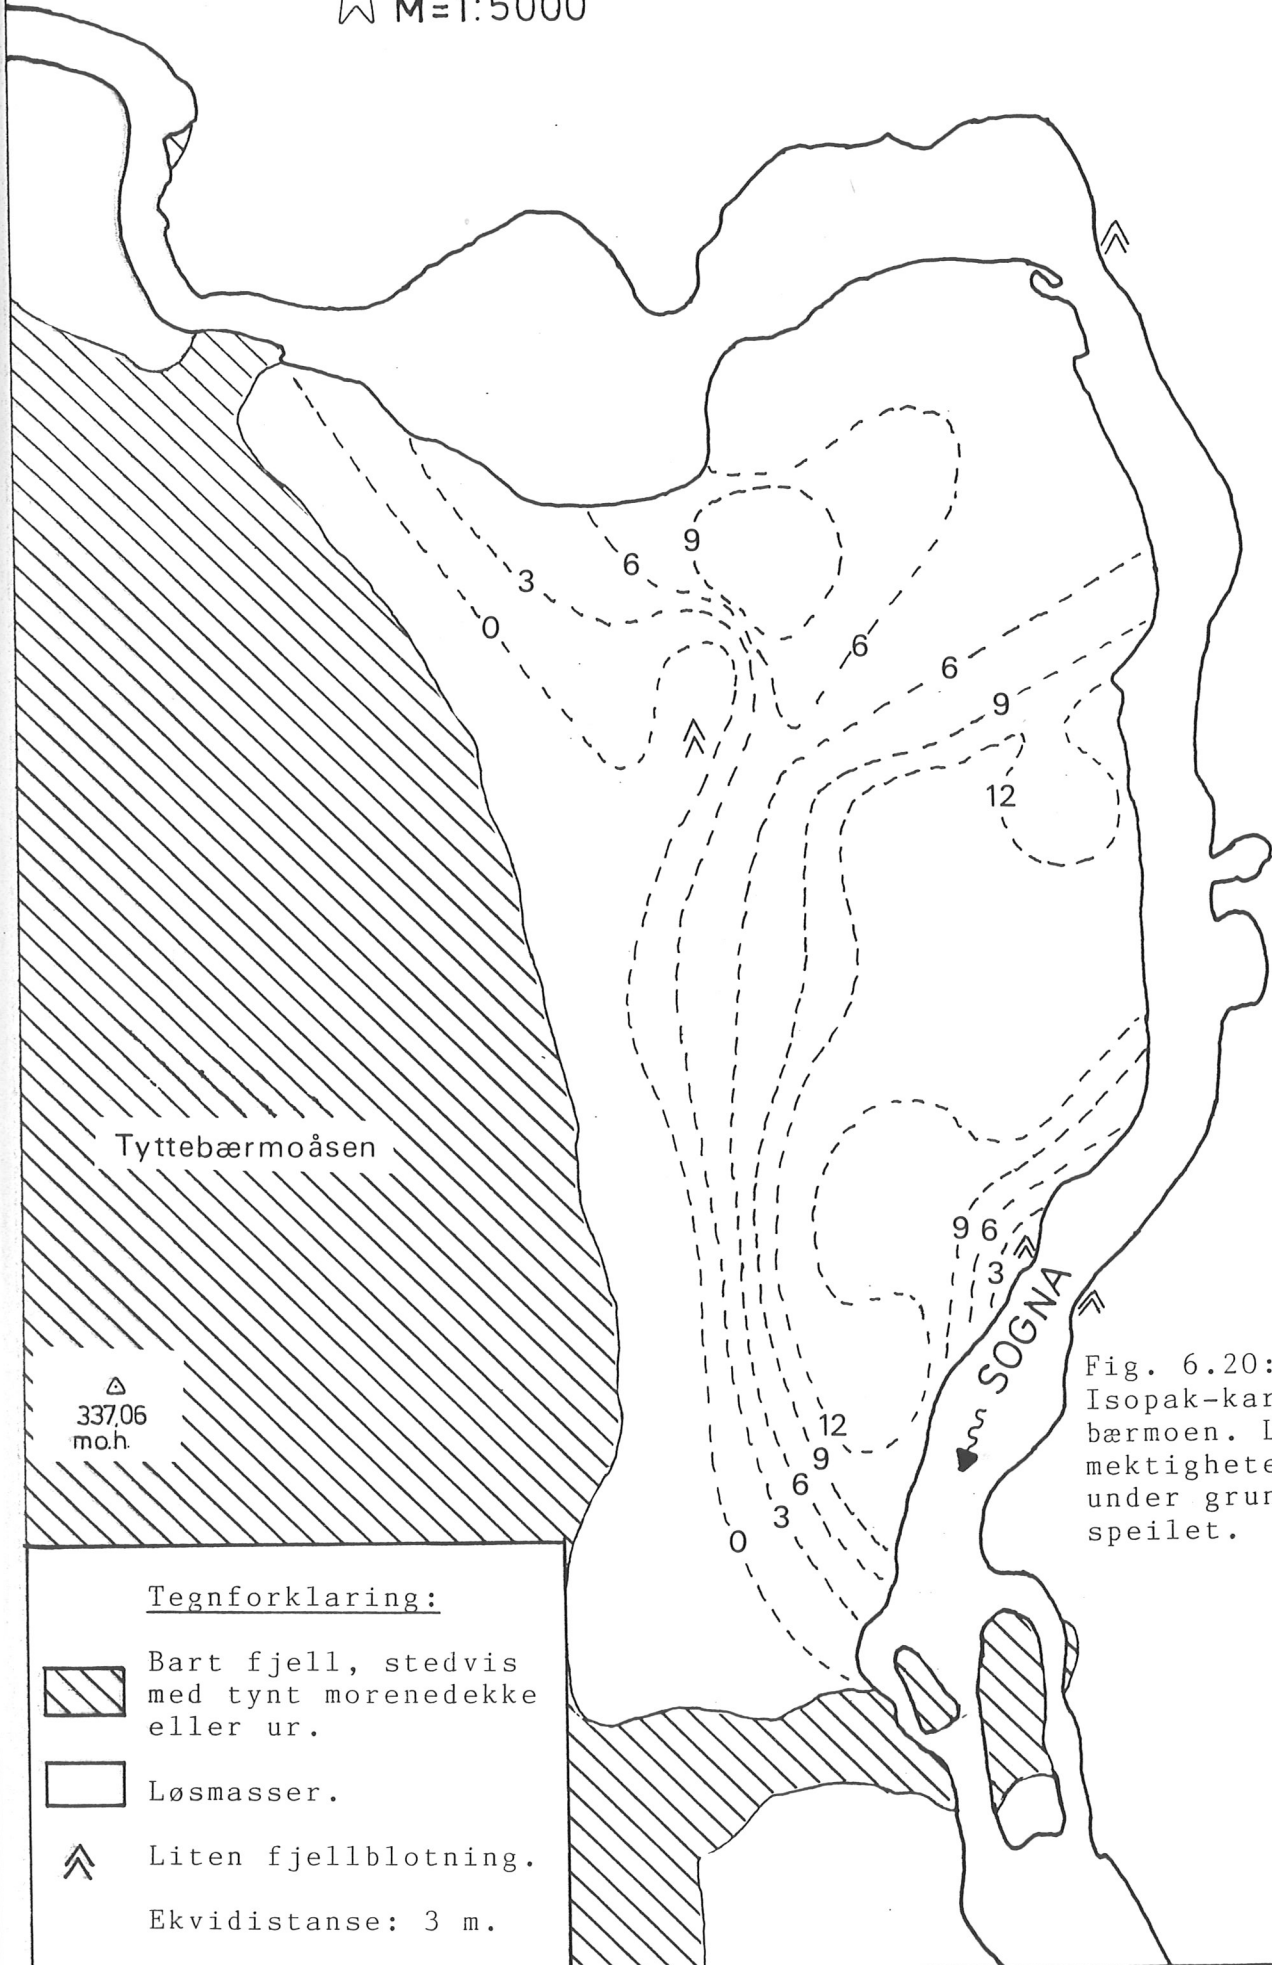 M=1:5000
9
6
3
0
6
6
9
12
Tyttebærmoåsen
9 6
3
SOGNA
337,06
mo.h.
12
9
6
3
0
Fig. 6.20:
Isopak-kar
bærmoen. L
mektighete
under grun
speilet.
Tegnforklaring:
Bart fjell, stedvis
med tynt morenedekke
eller ur.
Løsmasser.
Liten fjellblotning.
Ekvidistanse: 3 m.